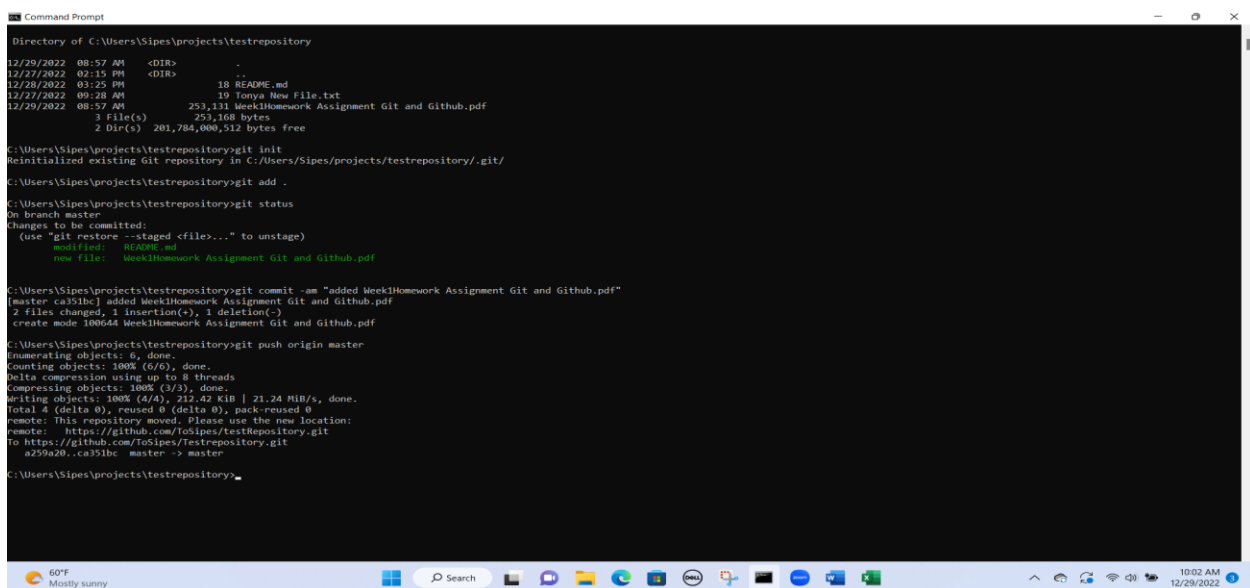 Command Prompt
Directory of C:\Users\Sipes\projects\testrepository
12/29/2022 08:57 AM <DIR> .
12/27/2022 02:15 PM <DIR> ..
12/28/2022 03:25 PM 18 README.md
12/27/2022 09:28 AM 19 Tonya New File.txt
12/29/2022 08:57 AM 253,131 Week1Homework Assignment Git and Github.pdf
3 File(s) 253,168 bytes
2 Dir(s) 201,784,000,512 bytes free
C:\Users\Sipes\projects\testrepository>git init
Reinitialized existing Git repository in C:/Users/Sipes/projects/testrepository/.git/
C:\Users\Sipes\projects\testrepository>git add .
C:\Users\Sipes\projects\testrepository>git status
On branch master
Changes to be committed:
(use "git restore --staged <file>..." to unstage)
modified: README.md
new file: Week1Homework Assignment Git and Github.pdf
C:\Users\Sipes\projects\testrepository>git commit -am "added Week1Homework Assignment Git and Github.pdf"
[master ca351bc] added Week1Homework Assignment Git and Github.pdf
2 files changed, 1 insertion(+), 1 deletion(-)
create mode 100644 Week1Homework Assignment Git and Github.pdf
C:\Users\Sipes\projects\testrepository>git push origin master
Enumerating objects: 6, done.
Counting objects: 100% (6/6), done.
Delta compression using up to 8 threads
Compressing objects: 100% (3/3), done.
Writing objects: 100% (4/4), 212.42 KiB | 21.24 MiB/s, done.
Total 4 (delta 0), reused 0 (delta 0), pack-reused 0
remote: This repository moved. Please use the new location:
remote: https://github.com/ToSipes/testRepository.git
To https://github.com/ToSipes/Testrepository.git
a259a20..ca351bc master -> master
C:\Users\Sipes\projects\testrepository>
60°F
Mostly sunny
Search
DELL
10:02 AM
12/29/2022
3